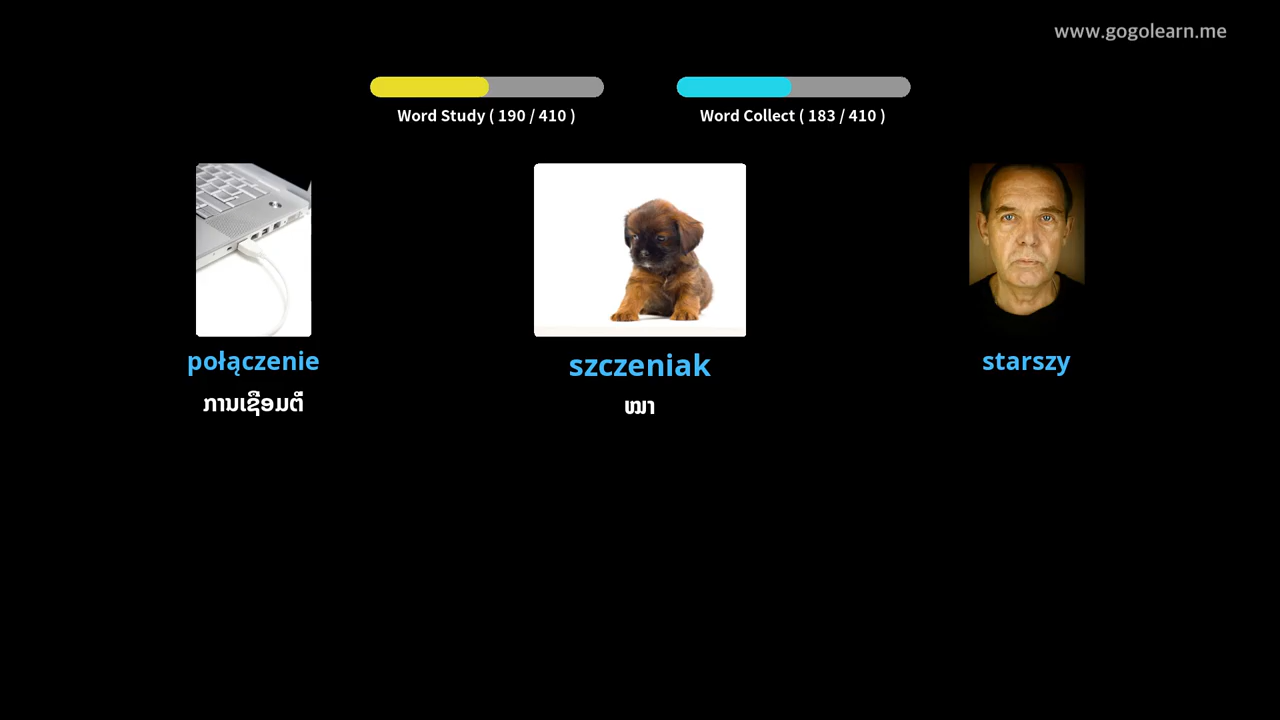 www.gogolearn.me
Word Study ( 190 / 410 )
Word Collect ( 183 / 410 )
połączenie
szczeniak
starszy
ການເຊື່ອມຕໍ່
ໝາ